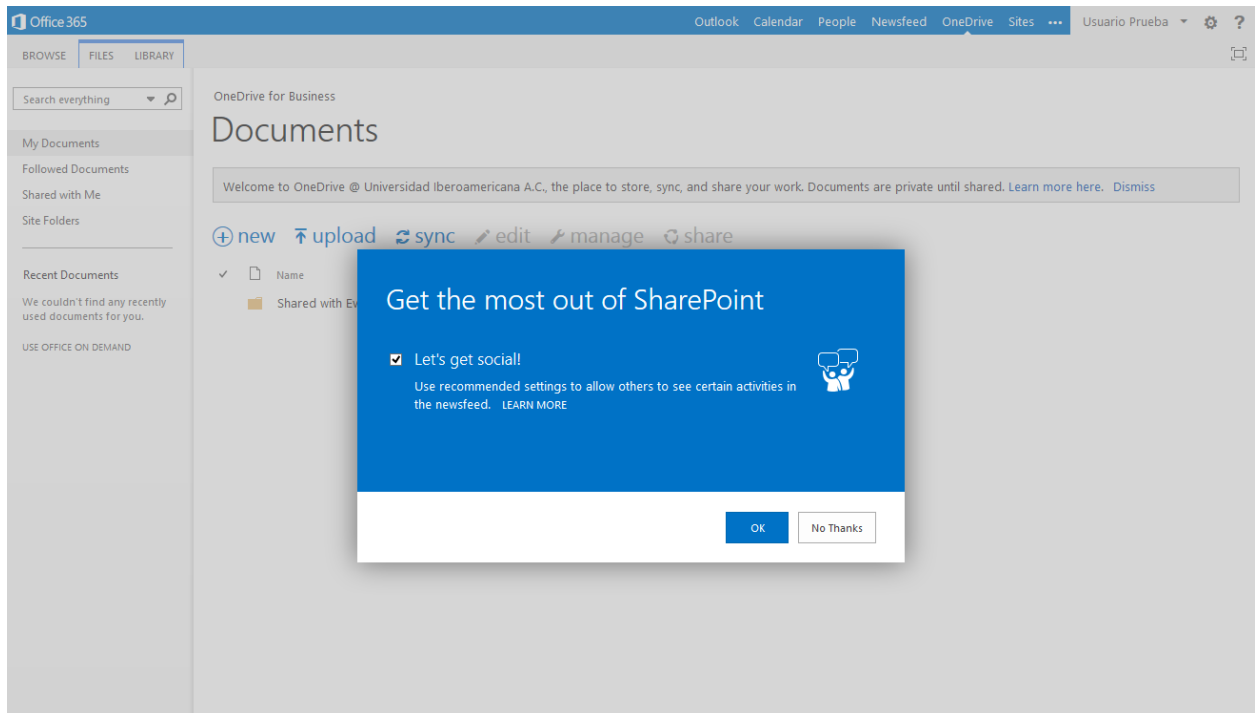 Office 365
Outlook Calendar People Newsfeed OneDrive Sites ••• Usuario Prueba ?
BROWSE FILES LIBRARY
Search everything
My Documents
Followed Documents
Shared with Me
Site Folders
Recent Documents
We couldn't find any recently
used documents for you.
USE OFFICE ON DEMAND
OneDrive for Business
Documents
Welcome to OneDrive @ Universidad Iberoamericana A.C., the place to store, sync, and share your work. Documents are private until shared. Learn more here. Dismiss
new upload sync edit manage share
Name
Shared with Ev
Get the most out of SharePoint
Let's get social!
Use recommended settings to allow others to see certain activities in
the newsfeed. LEARN MORE
OK No Thanks